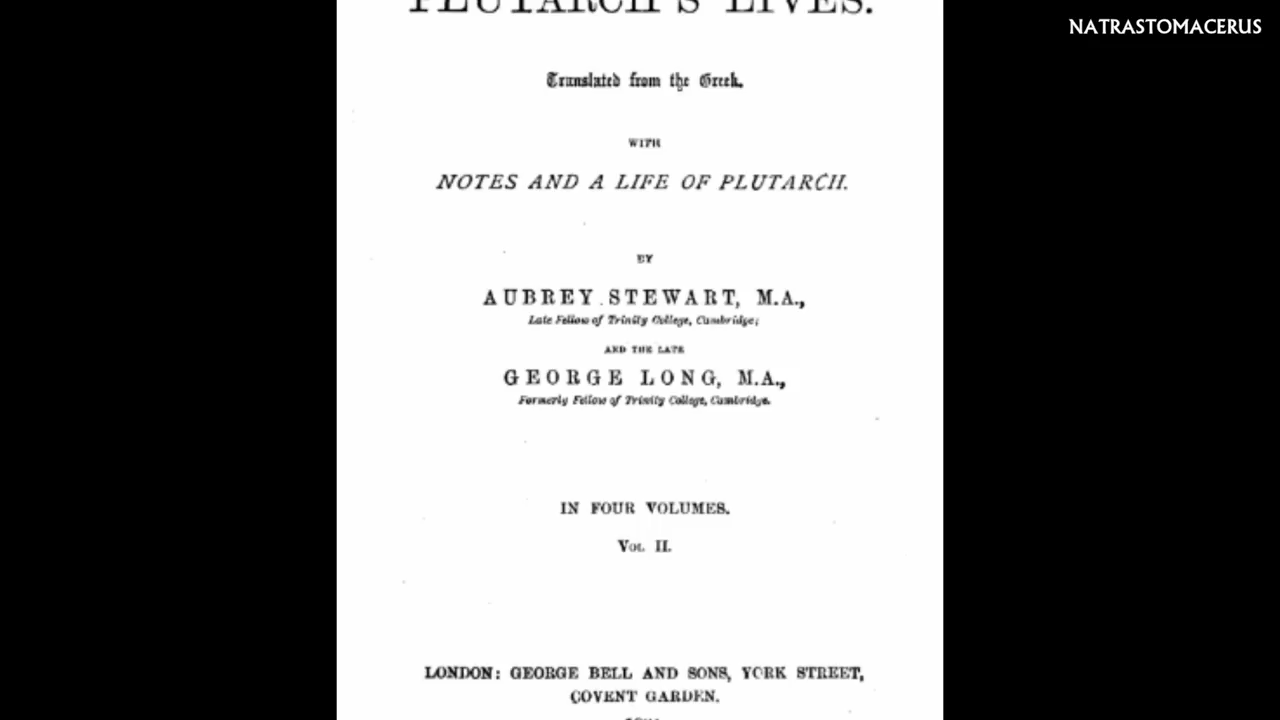 NATRASTOMACERUS
PLUTARCH'S LIVES.
Translated from the Greek.
WITH
NOTES AND A LIFE OF PLUTARCH.
BY
AUBREY STEWART, M.A.,
Late Fellow of Trinity College, Cambridge;
AND THE LATE
GEORGE LONG, M.A.,
Formerly Fellow of Trinity College, Cambridge.
IN FOUR VOLUMES.
VOL. II.
LONDON: GEORGE BELL AND SONS, YORK STREET,
COVENT GARDEN.